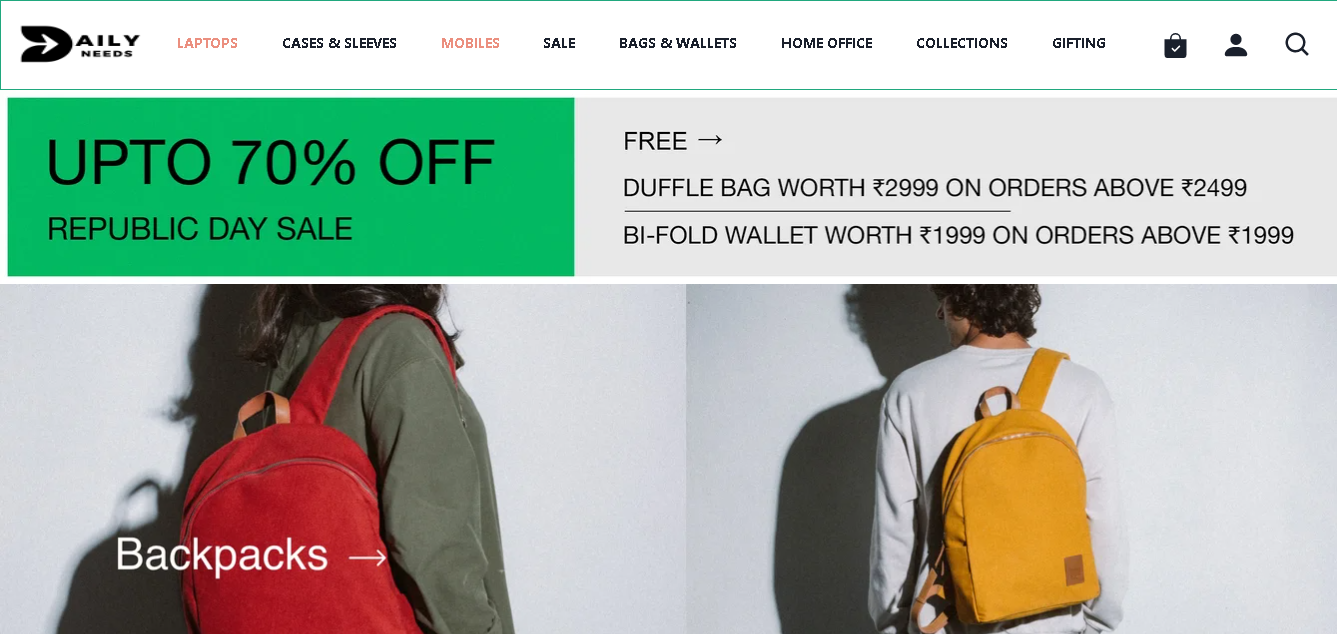 DAILY
NEEDS
LAPTOPS CASES & SLEEVES MOBILES SALE BAGS & WALLETS HOME OFFICE COLLECTIONS GIFTING
UPTO 70% OFF
REPUBLIC DAY SALE
FREE →
DUFFLE BAG WORTH ₹2999 ON ORDERS ABOVE ₹2499
BI-FOLD WALLET WORTH ₹1999 ON ORDERS ABOVE ₹1999
Backpacks →